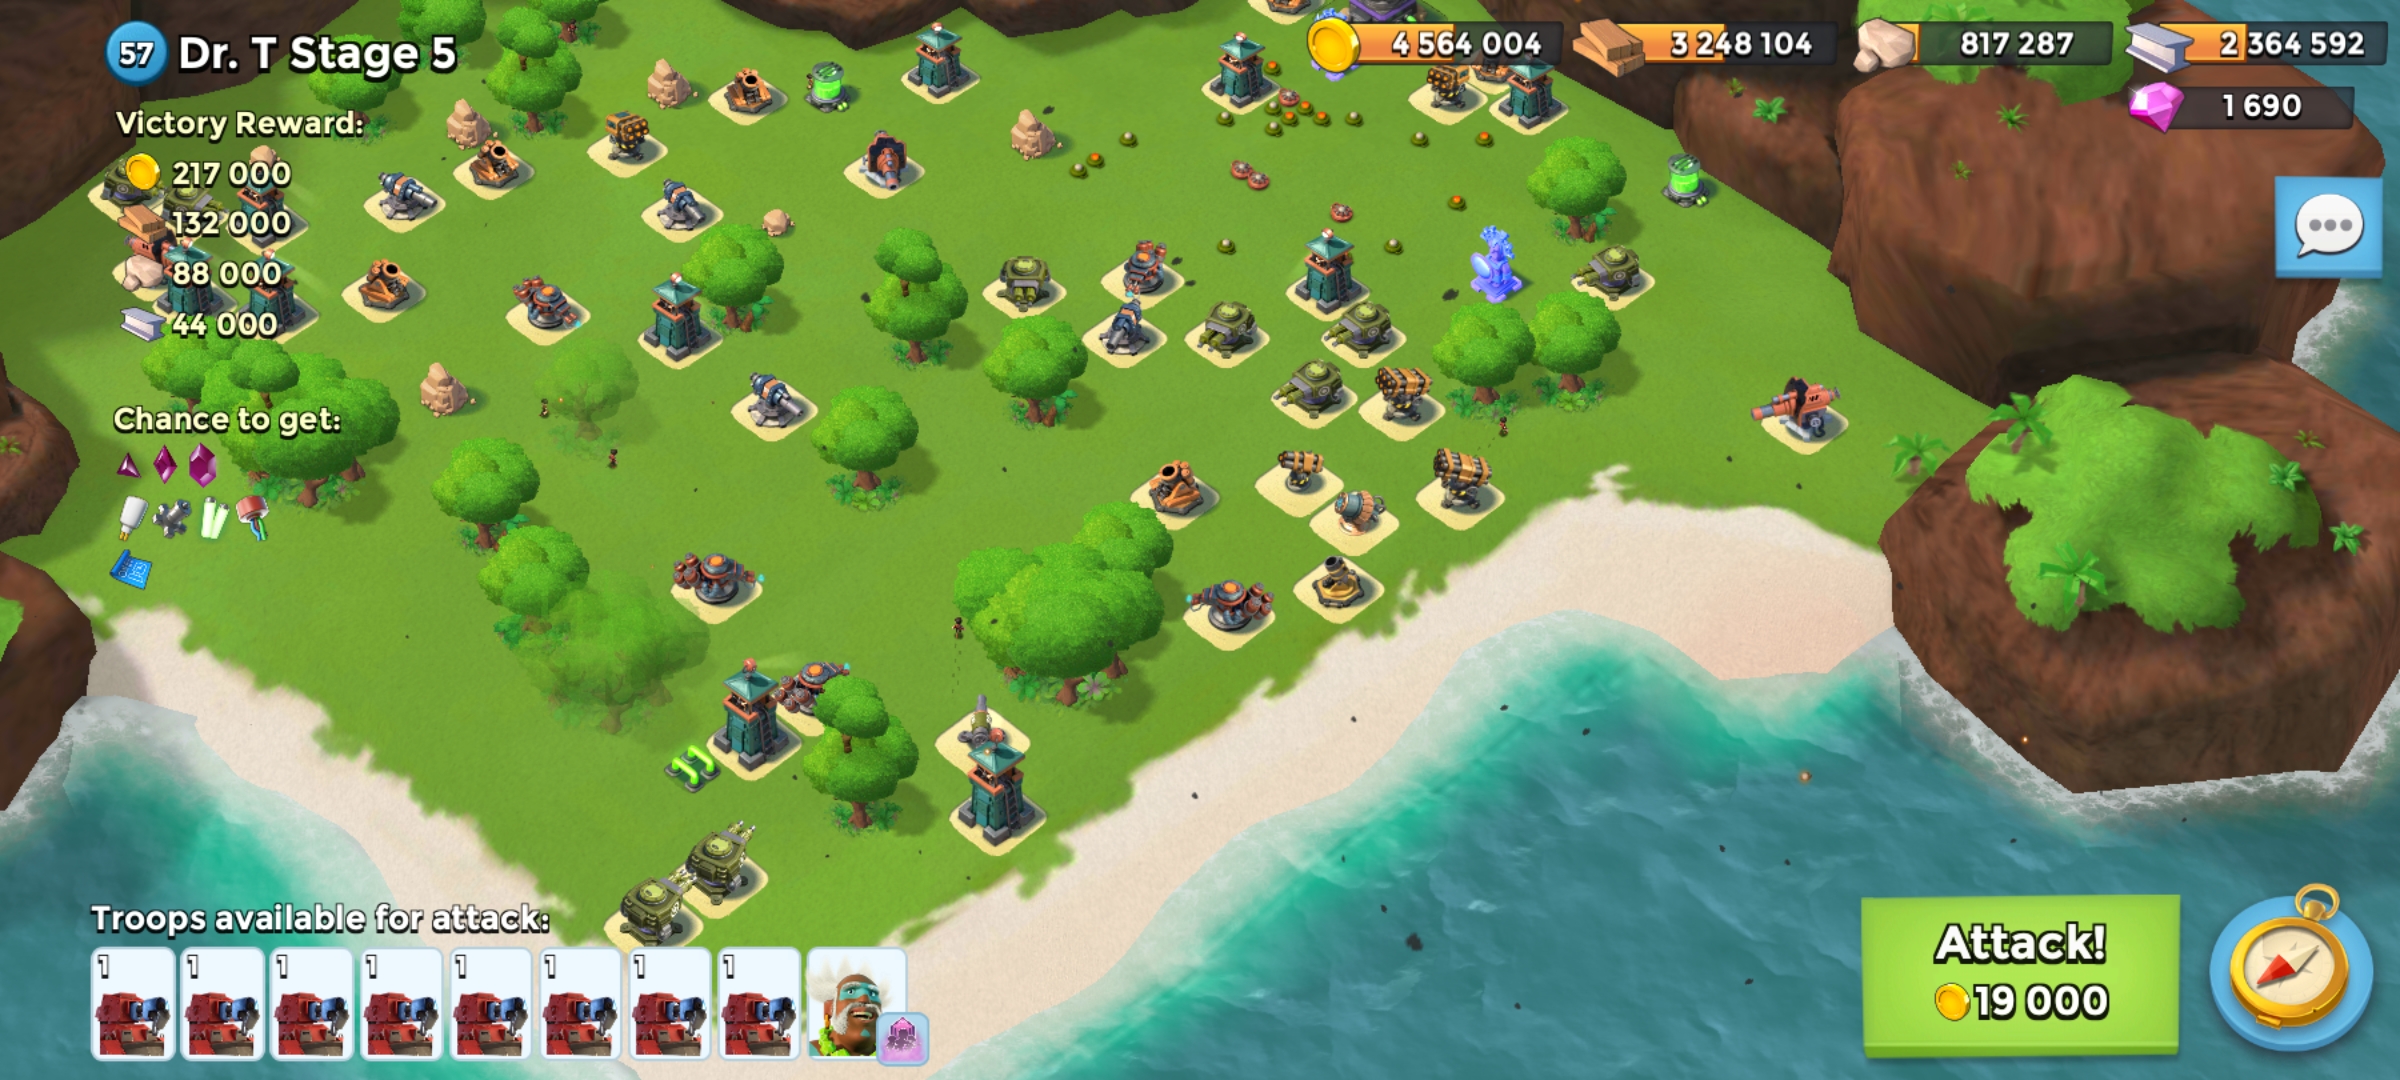 57 Dr. T Stage 5
4 564 004
3 248 104
817 287
2 364 592
1 690
Victory Reward:
217 000
132 000
88 000
44 000
Chance to get:
Troops available for attack:
1 1 1 1 1 1 1 1
Attack!
19 000